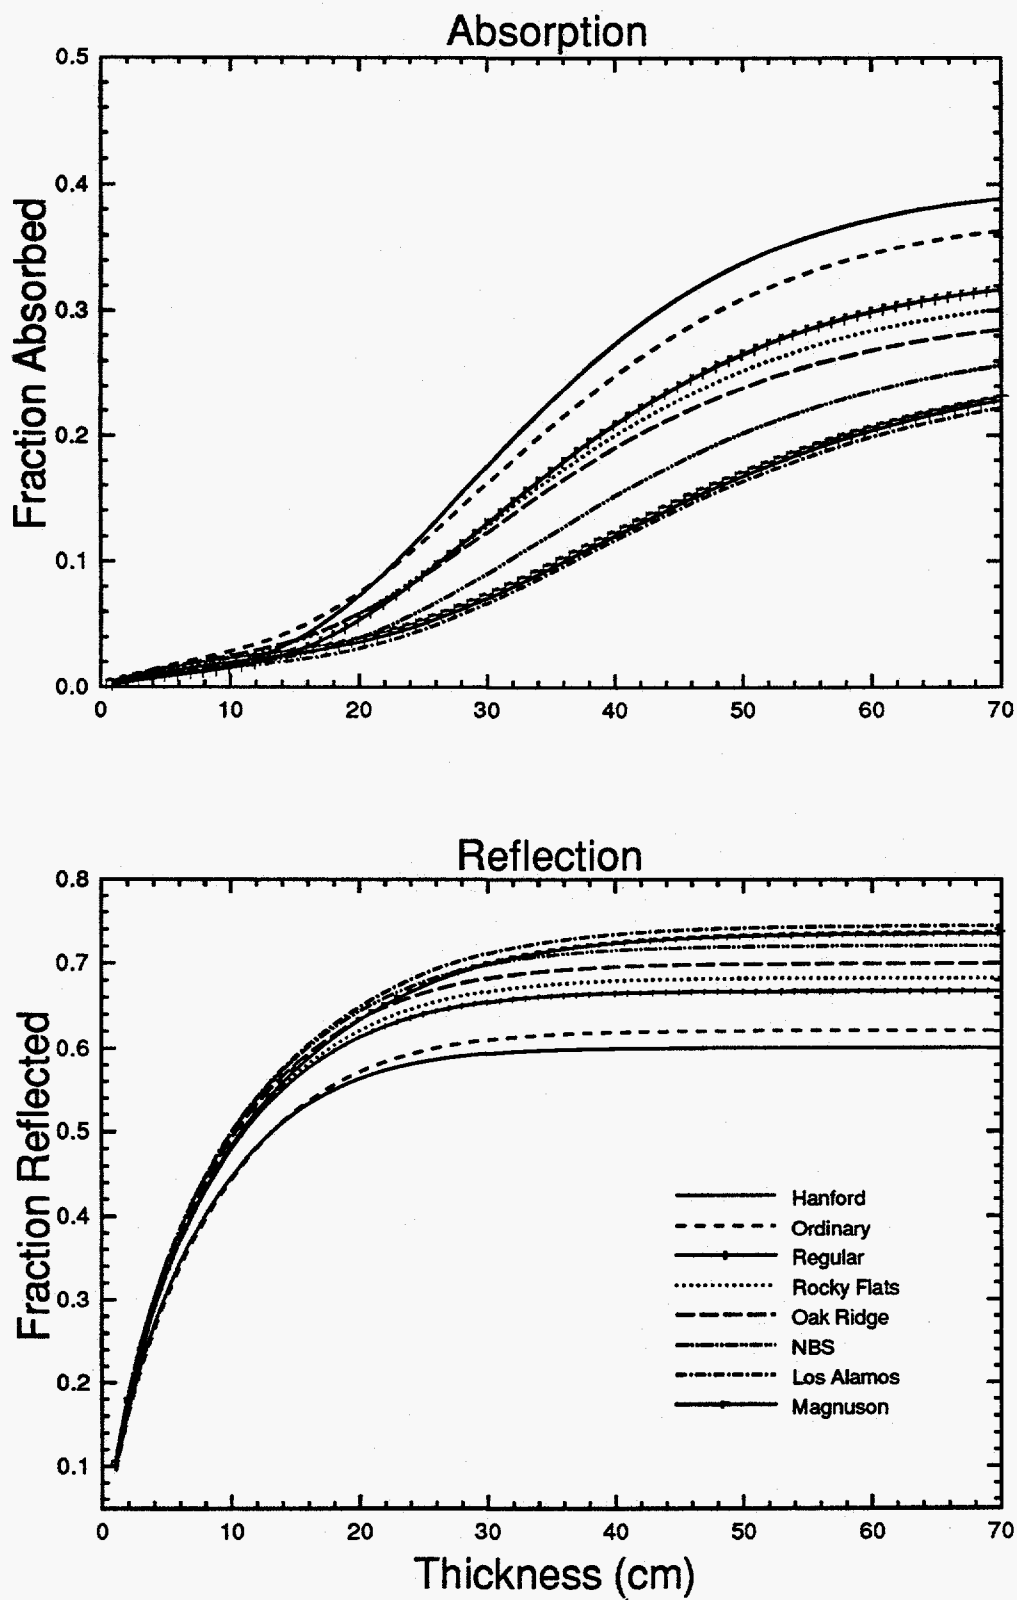 Absorption
0.5
0.4
0.3
0.2
0.1
0.0
Fraction Absorbed
0 10 20 30 40 50 60 70
Reflection
0.8
0.7
0.6
0.5
0.4
0.3
0.2
0.1
Fraction Reflected
Hanford
Ordinary
Regular
Rocky Flats
Oak Ridge
NBS
Los Alamos
Magnuson
0 10 20 30 40 50 60 70
Thickness (cm)